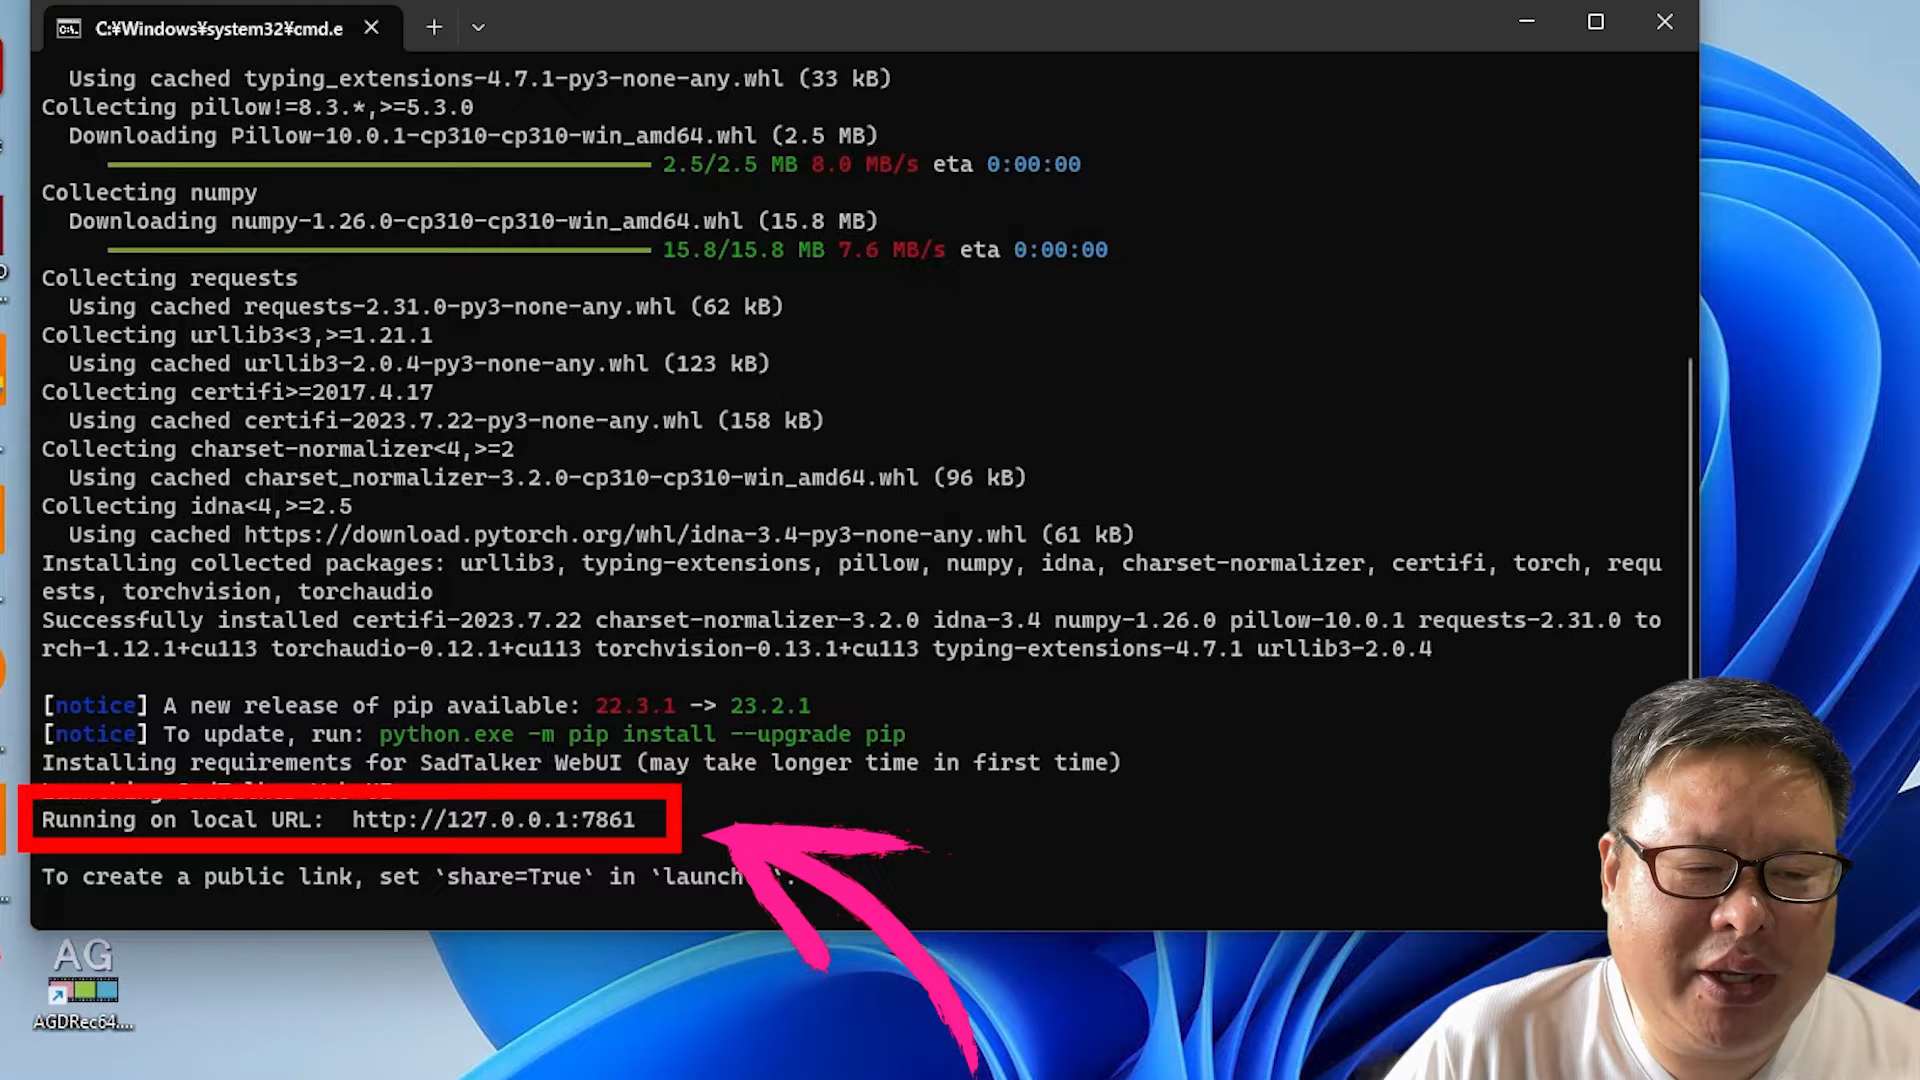 C:¥Windows¥system32¥cmd.e
Using cached typing_extensions-4.7.1-py3-none-any.whl (33 kB)
Collecting pillow!=8.3.*,>=5.3.0
Downloading Pillow-10.0.1-cp310-cp310-win_amd64.whl (2.5 MB)
2.5/2.5 MB 8.0 MB/s eta 0:00:00
Collecting numpy
Downloading numpy-1.26.0-cp310-cp310-win_amd64.whl (15.8 MB)
15.8/15.8 MB 7.6 MB/s eta 0:00:00
Collecting requests
Using cached requests-2.31.0-py3-none-any.whl (62 kB)
Collecting urllib3<3,>=1.21.1
Using cached urllib3-2.0.4-py3-none-any.whl (123 kB)
Collecting certifi>=2017.4.17
Using cached certifi-2023.7.22-py3-none-any.whl (158 kB)
Collecting charset-normalizer<4,>=2
Using cached charset_normalizer-3.2.0-cp310-cp310-win_amd64.whl (96 kB)
Collecting idna<4,>=2.5
Using cached https://download.pytorch.org/whl/idna-3.4-py3-none-any.whl (61 kB)
Installing collected packages: urllib3, typing-extensions, pillow, numpy, idna, charset-normalizer, certifi, torch, requ
ests, torchvision, torchaudio
Successfully installed certifi-2023.7.22 charset-normalizer-3.2.0 idna-3.4 numpy-1.26.0 pillow-10.0.1 requests-2.31.0 to
rch-1.12.1+cu113 torchaudio-0.12.1+cu113 torchvision-0.13.1+cu113 typing-extensions-4.7.1 urllib3-2.0.4
[notice] A new release of pip available: 22.3.1 -> 23.2.1
[notice] To update, run: python.exe -m pip install --upgrade pip
Installing requirements for SadTalker WebUI (may take longer time in first time)
Running on local URL: http://127.0.0.1:7861
To create a public link, set `share=True` in `launch
AG
AGDRec64....